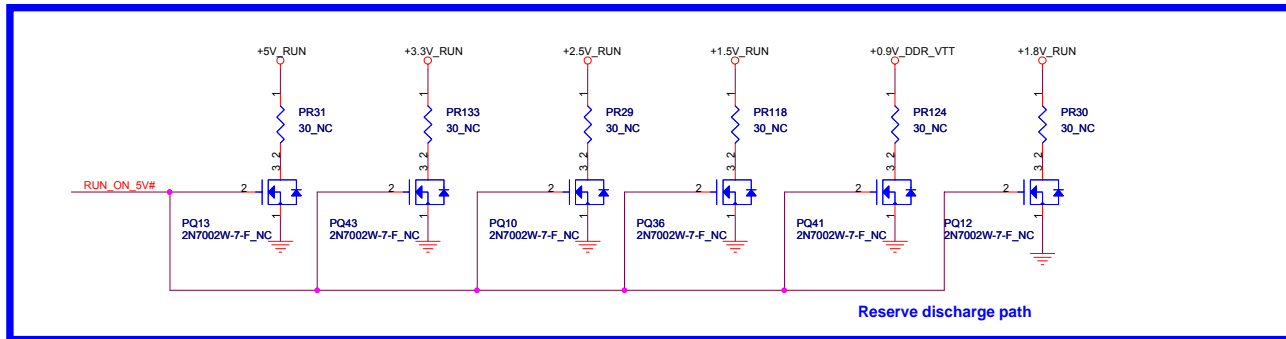 +5V_RUN
+3.3V_RUN
+2.5V_RUN
+1.5V_RUN
+0.9V_DDR_VTT
+1.8V_RUN
1
1
1
1
1
1
PR31
30_NC
PR133
30_NC
PR29
30_NC
PR118
30_NC
PR124
30_NC
PR30
30_NC
3 2
3 2
3 2
3 2
3 2
3 2
RUN_ON_5V#
2
2
2
2
2
2
1
1
1
1
1
1
PQ13
2N7002W-7-F_NC
PQ43
2N7002W-7-F_NC
PQ10
2N7002W-7-F_NC
PQ36
2N7002W-7-F_NC
PQ41
2N7002W-7-F_NC
PQ12
2N7002W-7-F_NC
Reserve discharge path